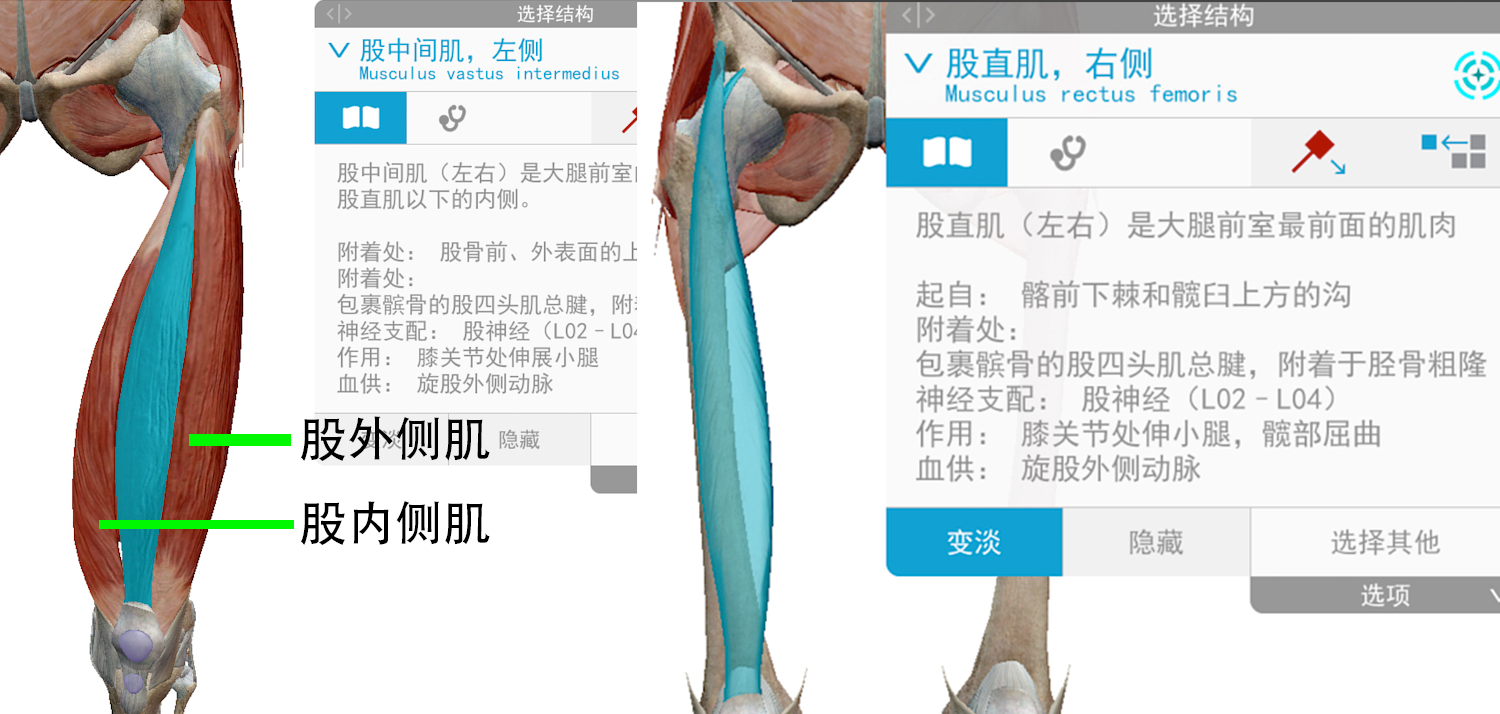 选择结构
股中间肌，左侧
Musculus vastus intermedius
股中间肌（左右）是大腿前室
股直肌以下的内侧。
附着处： 股骨前、外表面的上
附着处：
包裹髌骨的股四头肌总腱，附
神经支配： 股神经（L02-L04
作用： 膝关节处伸展小腿
血供： 旋股外侧动脉
变淡
隐藏
股外侧肌
股内侧肌
选择结构
股直肌，右侧
Musculus rectus femoris
股直肌（左右）是大腿前室最前面的肌肉
起自： 髂前下棘和髋臼上方的沟
附着处：
包裹髌骨的股四头肌总腱，附着于胫骨粗隆
神经支配： 股神经（L02-L04）
作用： 膝关节处伸小腿，髋部屈曲
血供： 旋股外侧动脉
变淡
隐藏
选择其他
选项